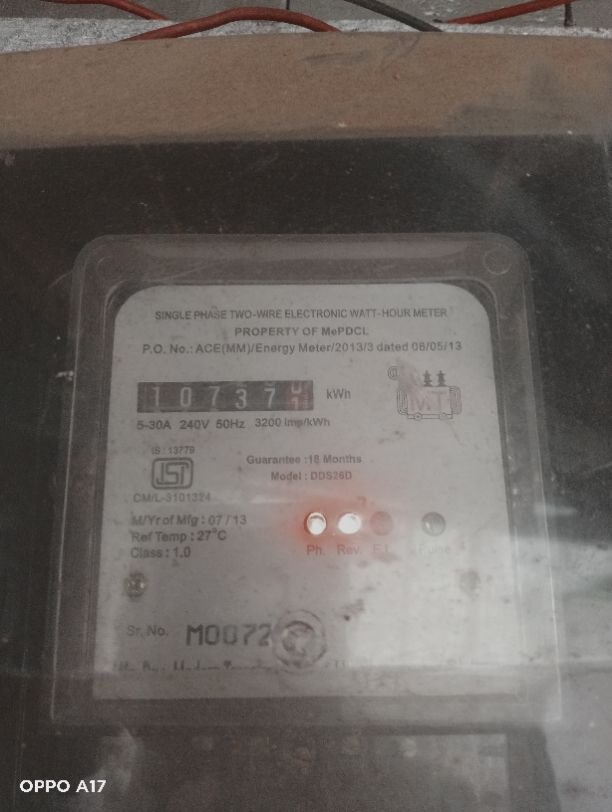 SINGLE PHASE TWO-WIRE ELECTRONIC WATT-HOUR METER
PROPERTY OF MePDCL
P.O. No.: ACE(MM)/Energy Meter/2013/3 dated 08/05/13
10737 kWh
MT
5-30A 240V 50Hz 3200 imp/kWh
IS : 13779
ISI
CM/L-3101324
Guarantee :18 Months
Model : DDS26D
M/Yr of Mfg : 07 / 13
Ref Temp : 27°C
Class : 1.0
Ph. Rev. E.L Pulse
Sr. No. M0072
OPPO A17